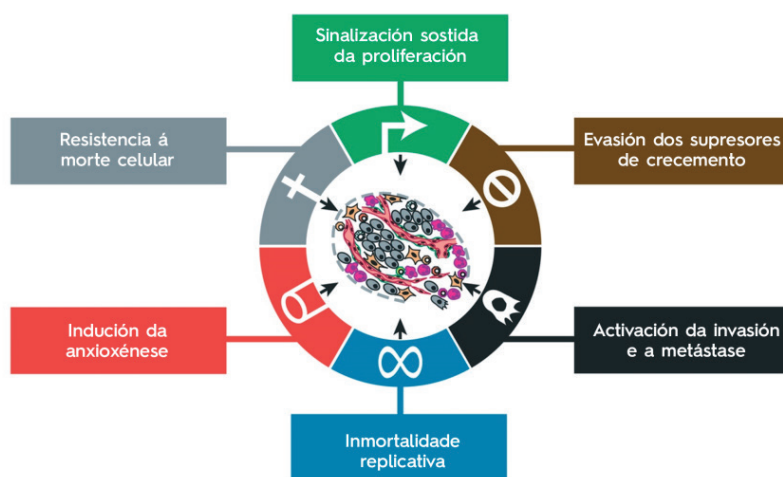 Sinalización sostida
da proliferación
Resistencia á
morte celular
Evasión dos supresores
de crecemento
Indución da
anxioxénese
Activación da invasión
e a metástase
Inmortalidade
replicativa